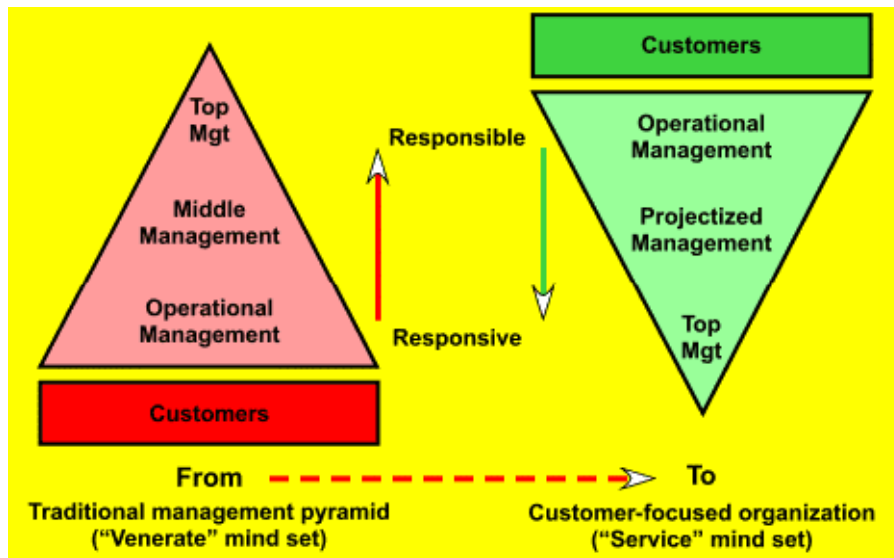 Top
Mgt
Middle
Management
Operational
Management
Customers
Responsible
Responsive
Customers
Operational
Management
Projectized
Management
Top
Mgt
From
To
Traditional management pyramid
(“Venerate” mind set)
Customer-focused organization
(“Service” mind set)